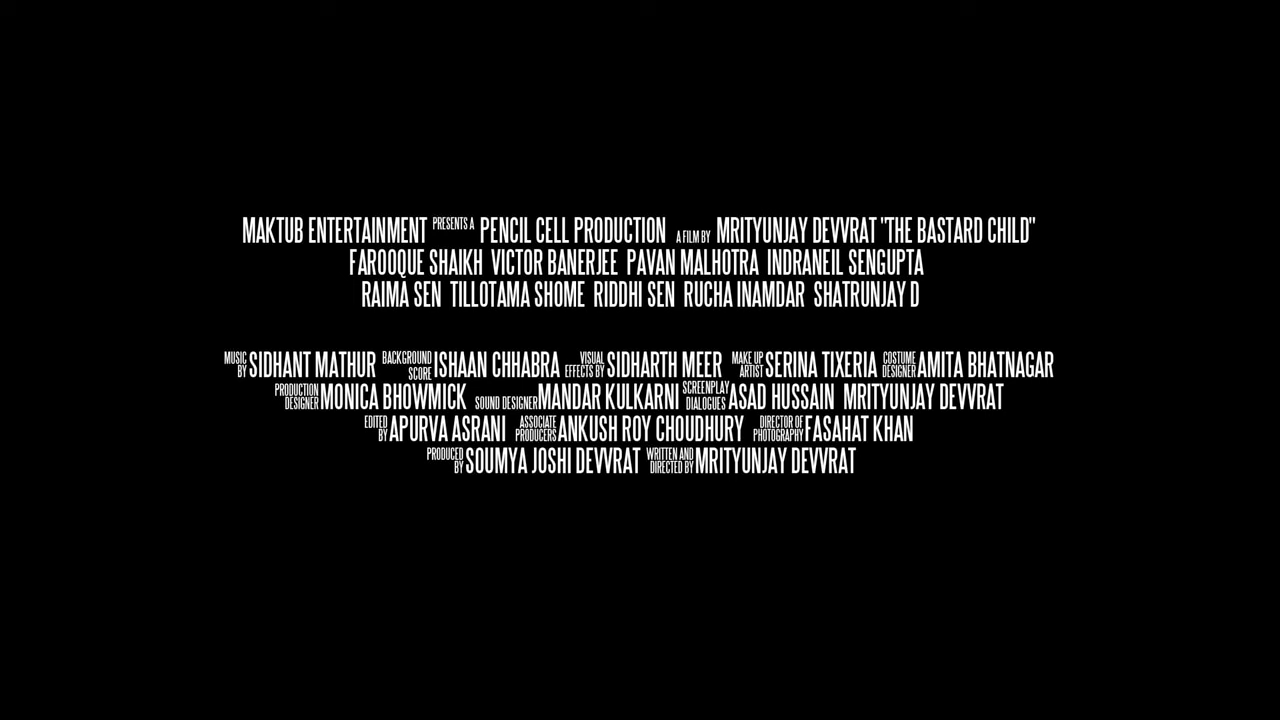 MAKTUB ENTERTAINMENT PRESENTS A PENCIL CELL PRODUCTION A FILM BY MRITYUNJAY DEVVRAT "THE BASTARD CHILD"
FAROOQUE SHAIKH VICTOR BANERJEE PAVAN MALHOTRA INDRANEIL SENGUPTA
RAIMA SEN TILLOTAMA SHOME RIDDHI SEN RUCHA INAMDAR SHATRUNJAY D
MUSIC BY SIDHANT MATHUR BACKGROUND SCORE ISHAAN CHHABRA VISUAL EFFECTS BY SIDHARTH MEER MAKE UP ARTIST SERINA TIXERIA COSTUME DESIGNER AMITA BHATNAGAR
PRODUCTION DESIGNER MONICA BHOWMICK SOUND DESIGNER MANDAR KULKARNI SCREENPLAY DIALOGUES ASAD HUSSAIN MRITYUNJAY DEVVRAT
EDITED BY APURVA ASRANI ASSOCIATE PRODUCERS ANKUSH ROY CHOUDHURY DIRECTOR OF PHOTOGRAPHY FASAHAT KHAN
PRODUCED BY SOUMYA JOSHI DEVVRAT WRITTEN AND DIRECTED BY MRITYUNJAY DEVVRAT